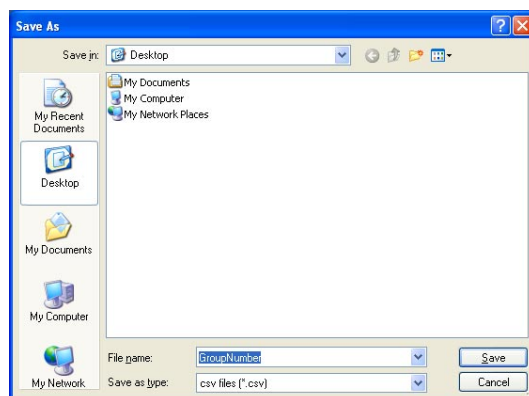 Save As
Save in:
Desktop
My Documents
My Computer
My Network Places
My Recent
Documents
Desktop
My Documents
My Computer
My Network
File name:
GroupNumber
Save
Save as type:
csv files (*.csv)
Cancel